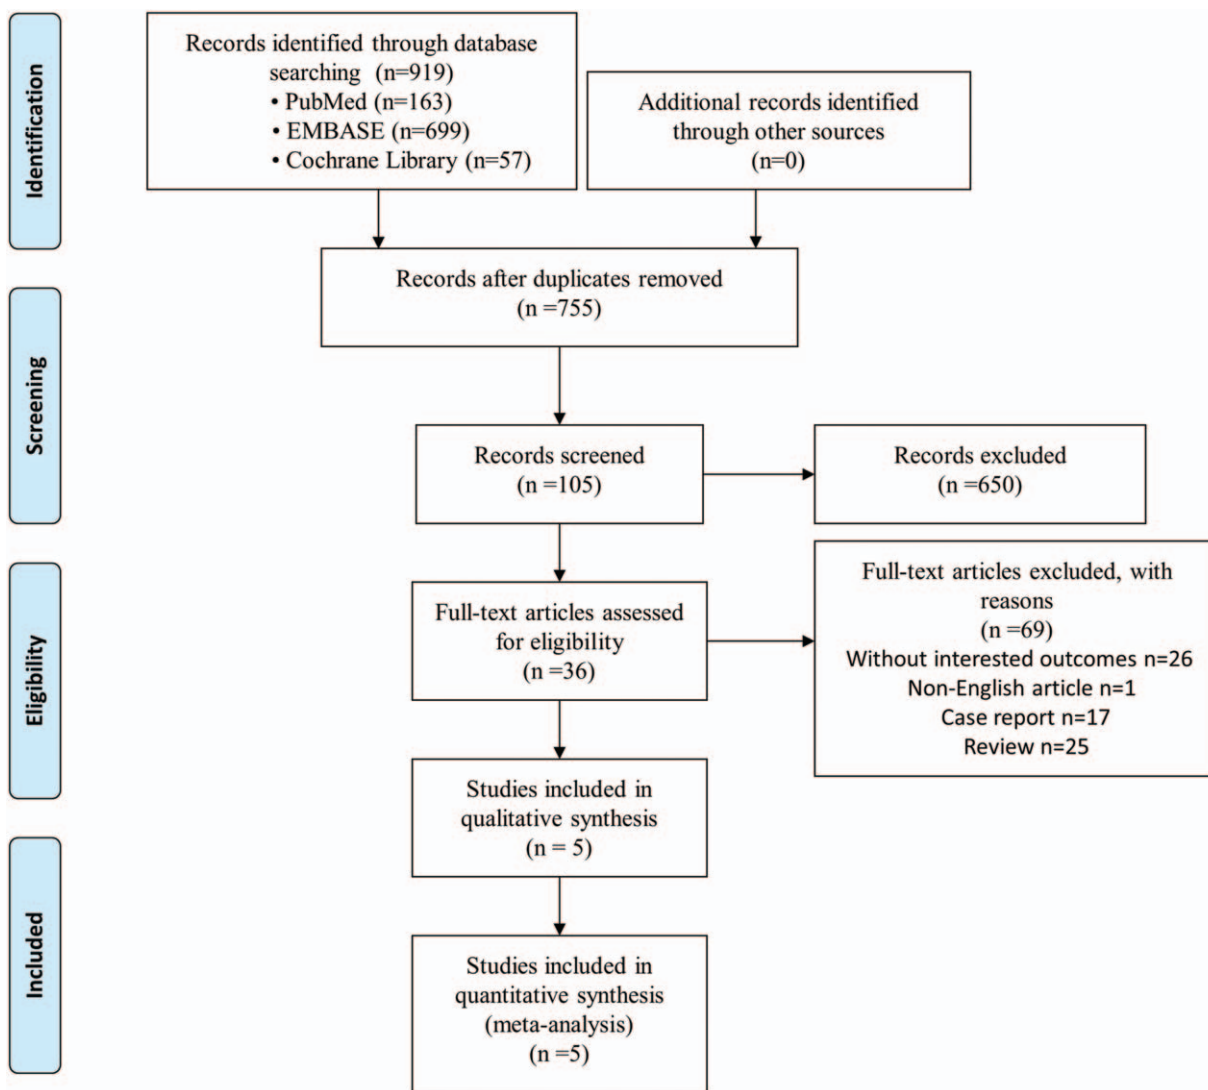 Identification
Records identified through database
searching (n=919)
• PubMed (n=163)
• EMBASE (n=699)
• Cochrane Library (n=57)
Additional records identified
through other sources
(n=0)
Records after duplicates removed
(n =755)
Screening
Records screened
(n =105)
Records excluded
(n =650)
Eligibility
Full-text articles assessed
for eligibility
(n =36)
Full-text articles excluded, with
reasons
(n =69)
Without interested outcomes n=26
Non-English article n=1
Case report n=17
Review n=25
Studies included in
qualitative synthesis
(n = 5)
Included
Studies included in
quantitative synthesis
(meta-analysis)
(n =5)